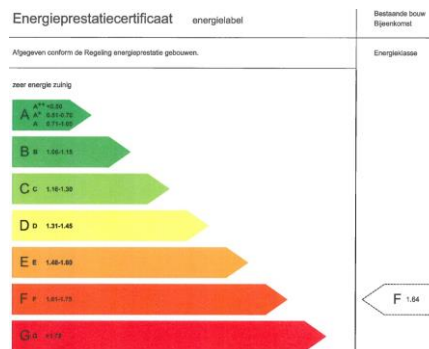 Energieprestatiecertificaat energielabel
Bestaande bouw
Bijeenkomst
Afgegeven conform de Regeling energieprestatie gebouwen.
Energieklasse
zeer energie zuinig
A
A++
A+ 0.51-0.70
A 0.71-1.05
B B 1.06-1.15
C C 1.16-1.30
D D 1.31-1.45
E E 1.46-1.60
F F 1.61-1.75
F 1.64
G G